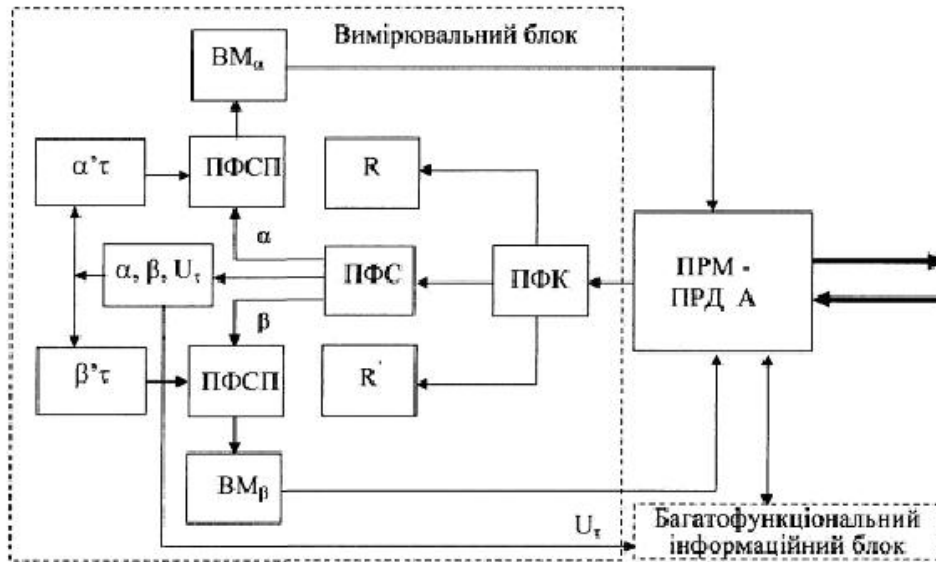 Вимірювальний блок
ВМα
α’τ
ПФСП
R
α
α, β, Uτ
ПФС
ПФК
ПРМ -
ПРД А
β
β’τ
ПФСП
R˙
ВМβ
Uτ
Багатофункціональний
інформаційний блок